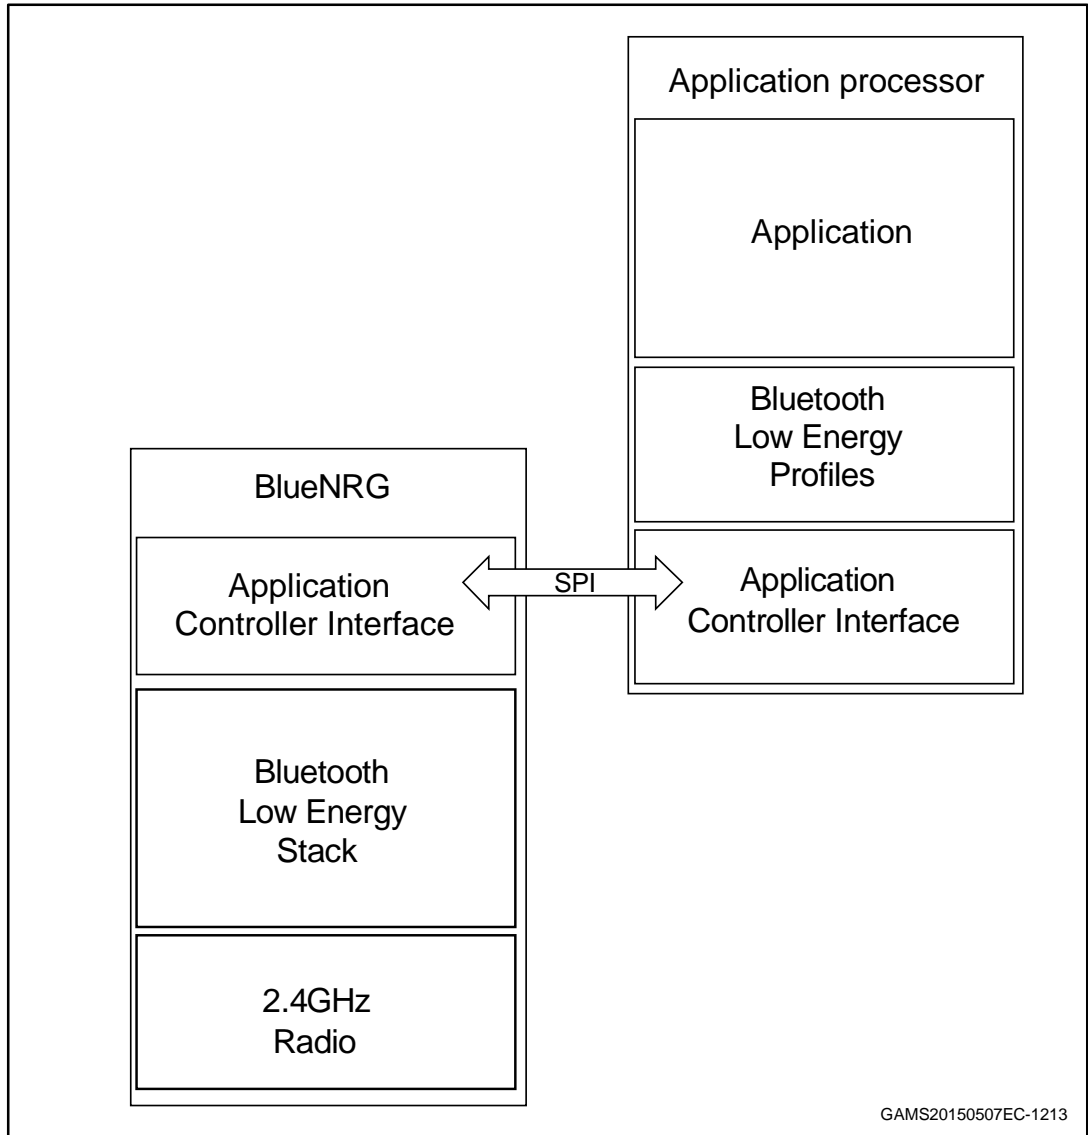 Application processor
Application
Bluetooth
Low Energy
Profiles
Application
Controller Interface
SPI
BlueNRG
Application
Controller Interface
Bluetooth
Low Energy
Stack
2.4GHz
Radio
GAMS20150507EC-1213